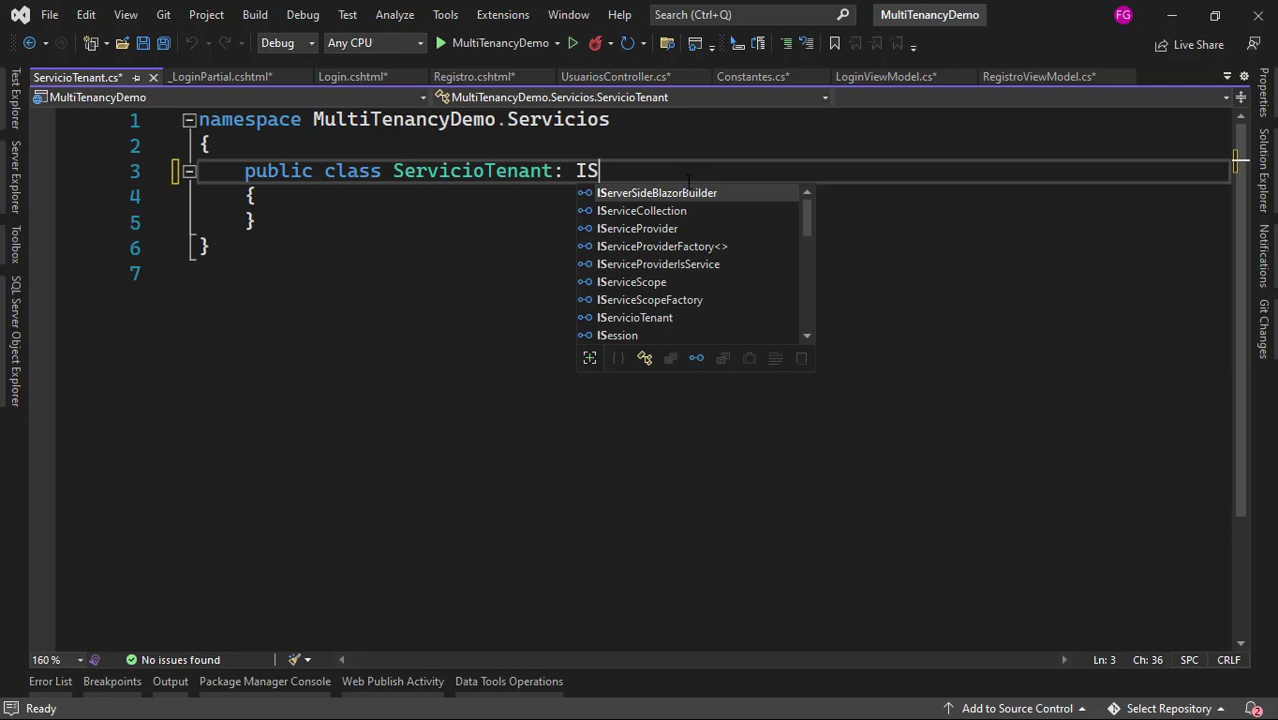 File Edit View Git Project Build Debug Test Analyze Tools Extensions Window Help Search (Ctrl+Q) MultiTenancyDemo FG
Debug Any CPU MultiTenancyDemo Live Share
ServicioTenant.cs* _LoginPartial.cshtml* Login.cshtml* Registro.cshtml* UsuariosController.cs* Constantes.cs* LoginViewModel.cs* RegistroViewModel.cs*
MultiTenancyDemo MultiTenancyDemo.Servicios.ServicioTenant
1 namespace MultiTenancyDemo.Servicios
2 {
3 public class ServicioTenant: IS
4 {
5 }
6 }
7
IServerSideBlazorBuilder
IServiceCollection
IServiceProvider
IServiceProviderFactory<>
IServiceProviderIsService
IServiceScope
IServiceScopeFactory
IServicioTenant
ISession
Test Explorer
Server Explorer
Toolbox
SQL Server Object Explorer
Properties
Solution Explorer
Notifications
Git Changes
160 % No issues found Ln: 3 Ch: 36 SPC CRLF
Error List Breakpoints Output Package Manager Console Web Publish Activity Data Tools Operations
Ready Add to Source Control Select Repository 2